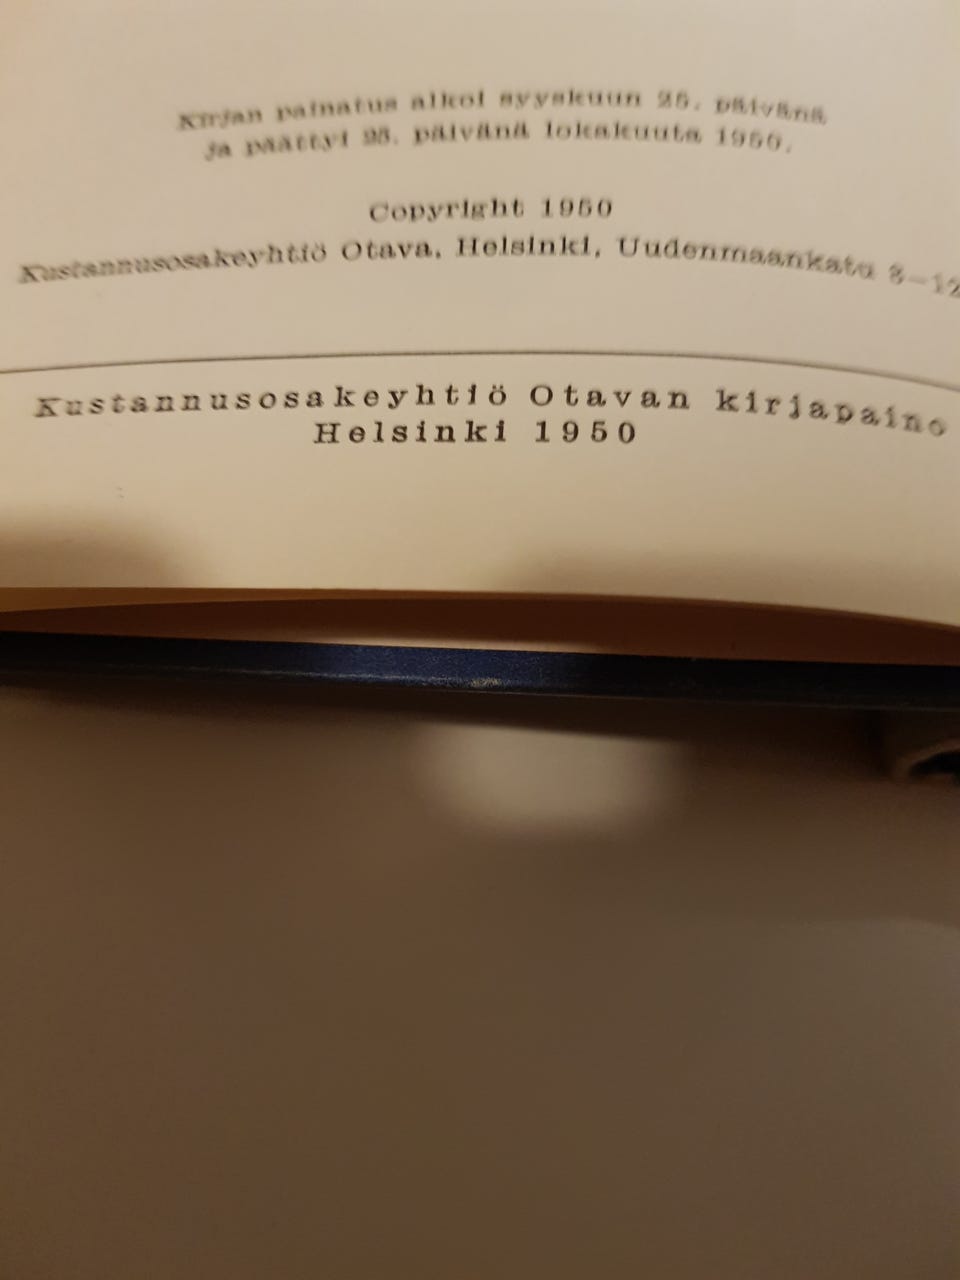 Kirjan painatus alkoi syyskuun 25. päivänä
ja päättyi päivänä lokakuuta 1950.
Copyright 1950
Kustannusosakeyhtiö Otava, Helsinki, Uudenmaankatu 8–12
Kustannusosakeyhtiö Otavan kirjapaino
Helsinki 1950